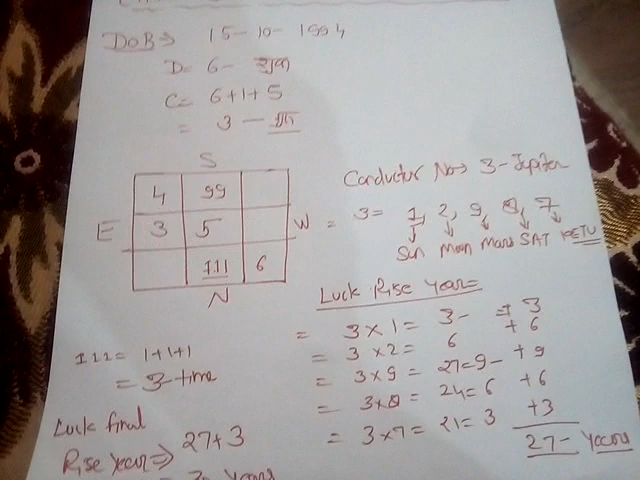 DOB⇒ 15-10-1994
D= 6- शुक्र
C= 6+1+5
= 3 -
S
4 99
E 3 5 W
111 6
N
Conductor No→ 3-Jupiter
= 3= 1, 2, 9, 8, 7
Sun Moon Mars SAT KETU
Luck Rise Year=
= 3×1= 3- ⇒ 3
= 3×2= 6 +6
= 3×9= 27=9- +9
= 3×8= 24=6 +6
= 3×7= 21=3 +3
27- Years
111= 1+1+1
= 3-time
Luck final
Rise year⇒ 27+3
years